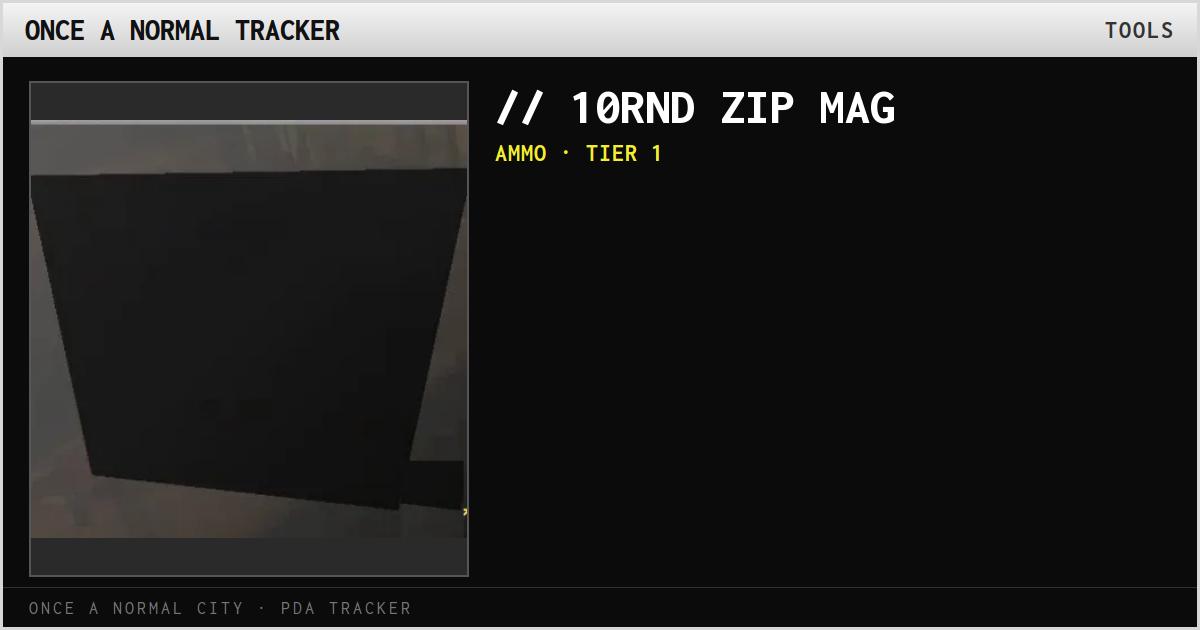 ONCE A NORMAL TRACKER
TOOLS
// 10RND ZIP MAG
AMMO · TIER 1
ONCE A NORMAL CITY · PDA TRACKER